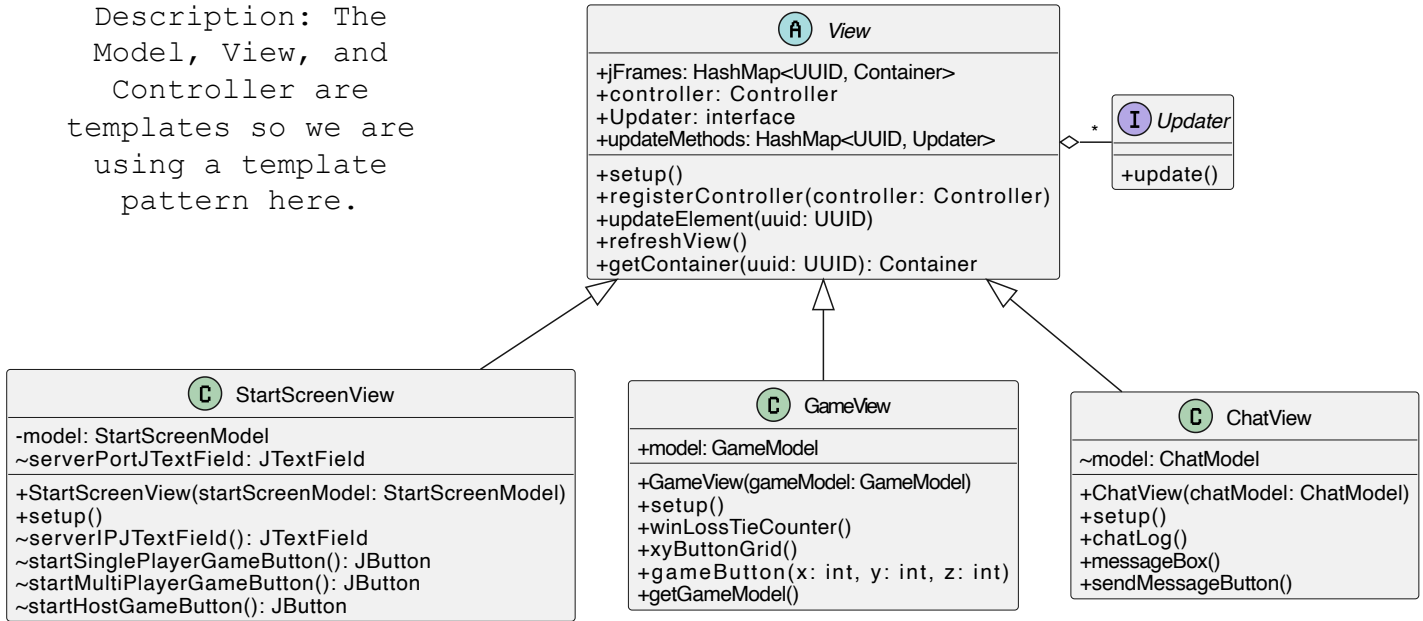 Description: The
Model, View, and
Controller are
templates so we are
using a template
pattern here.
A View
+jFrames: HashMap<UUID, Container>
+controller: Controller
+Updater: interface
+updateMethods: HashMap<UUID, Updater>
+setup()
+registerController(controller: Controller)
+updateElement(uuid: UUID)
+refreshView()
+getContainer(uuid: UUID): Container
*
I Updater
+update()
C StartScreenView
-model: StartScreenModel
~serverPortJTextField: JTextField
+StartScreenView(startScreenModel: StartScreenModel)
+setup()
~serverIPJTextField(): JTextField
~startSinglePlayerGameButton(): JButton
~startMultiPlayerGameButton(): JButton
~startHostGameButton(): JButton
C GameView
+model: GameModel
+GameView(gameModel: GameModel)
+setup()
+winLossTieCounter()
+xyButtonGrid()
+gameButton(x: int, y: int, z: int)
+getGameModel()
C ChatView
~model: ChatModel
+ChatView(chatModel: ChatModel)
+setup()
+chatLog()
+messageBox()
+sendMessageButton()